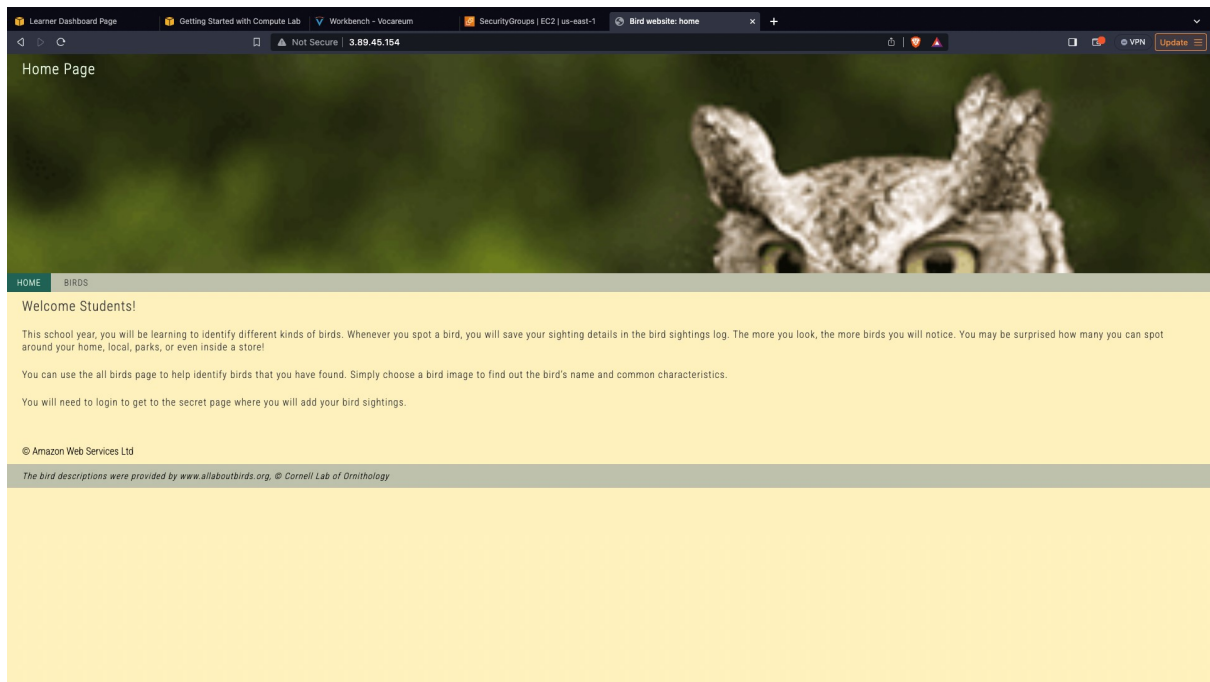 Learner Dashboard Page
Getting Started with Compute Lab
Workbench - Vocareum
SecurityGroups | EC2 | us-east-1
Bird website: home
Not Secure
3.89.45.154
VPN
Update
Home Page
HOME
BIRDS
Welcome Students!
This school year, you will be learning to identify different kinds of birds. Whenever you spot a bird, you will save your sighting details in the bird sightings log. The more you look, the more birds you will notice. You may be surprised how many you can spot
around your home, local, parks, or even inside a store!
You can use the all birds page to help identify birds that you have found. Simply choose a bird image to find out the bird's name and common characteristics.
You will need to login to get to the secret page where you will add your bird sightings.
© Amazon Web Services Ltd
The bird descriptions were provided by www.allaboutbirds.org, © Cornell Lab of Ornithology